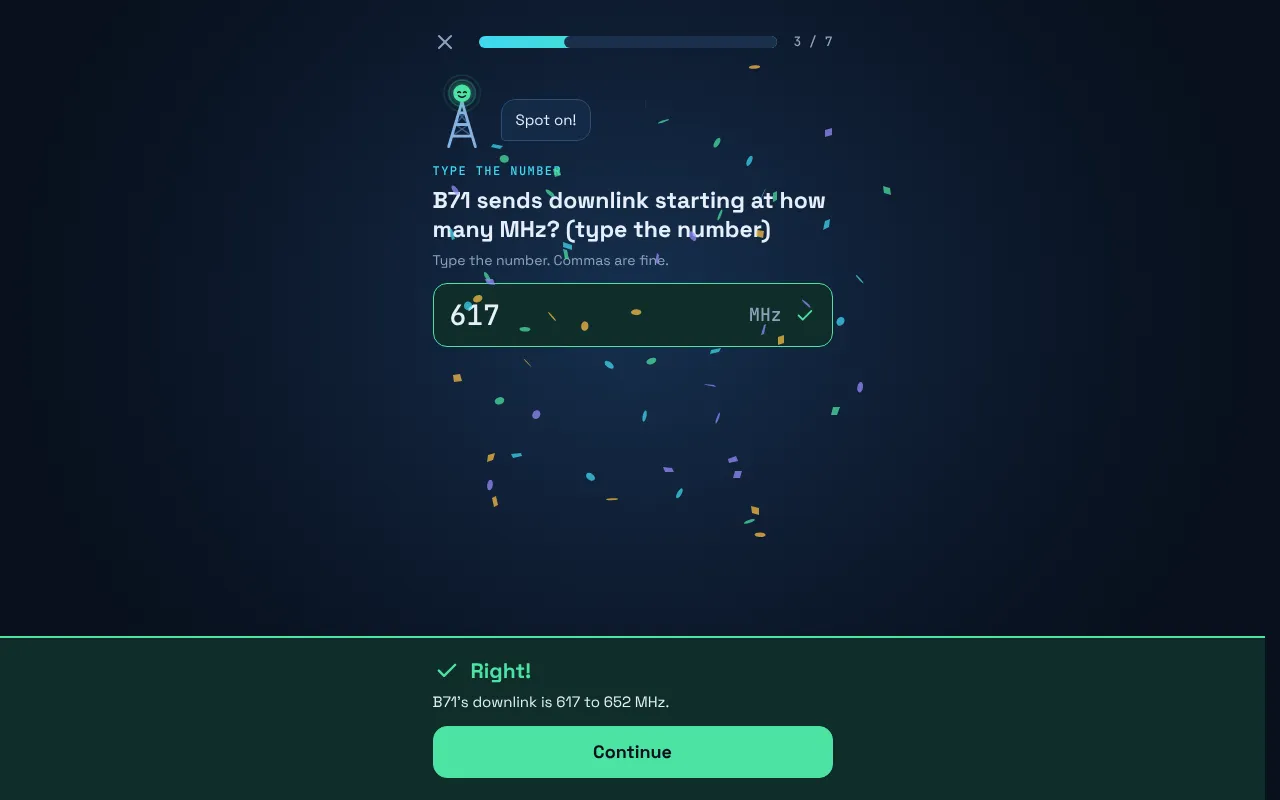 3 / 7
Spot on!
TYPE THE NUMBER
B71 sends downlink starting at how
many MHz? (type the number)
Type the number. Commas are fine.
617 MHz
Right!
B71's downlink is 617 to 652 MHz.
Continue